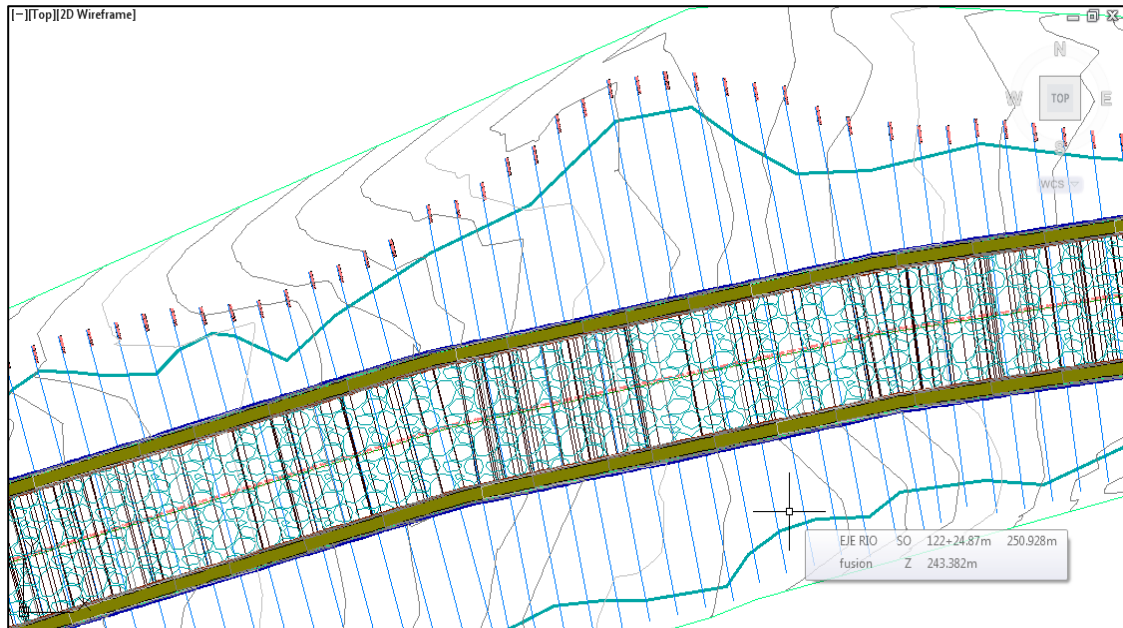 [−][Top][2D Wireframe]
N
W
TOP
E
S
WCS
EJE RIO SO 122+24.87m 250.928m
fusion Z 243.382m